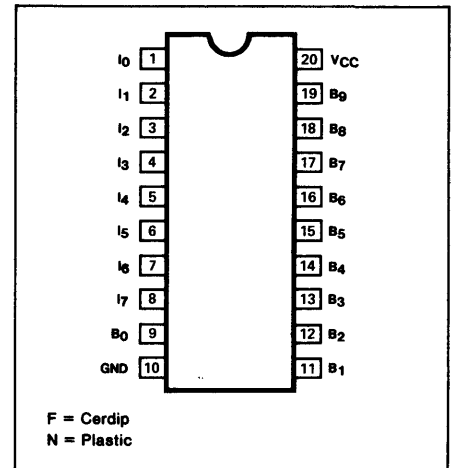 I0 1 20 VCC
I1 2 19 B9
I2 3 18 B8
I3 4 17 B7
I4 5 16 B6
I5 6 15 B5
I6 7 14 B4
I7 8 13 B3
B0 9 12 B2
GND 10 11 B1
F = Cerdip
N = Plastic